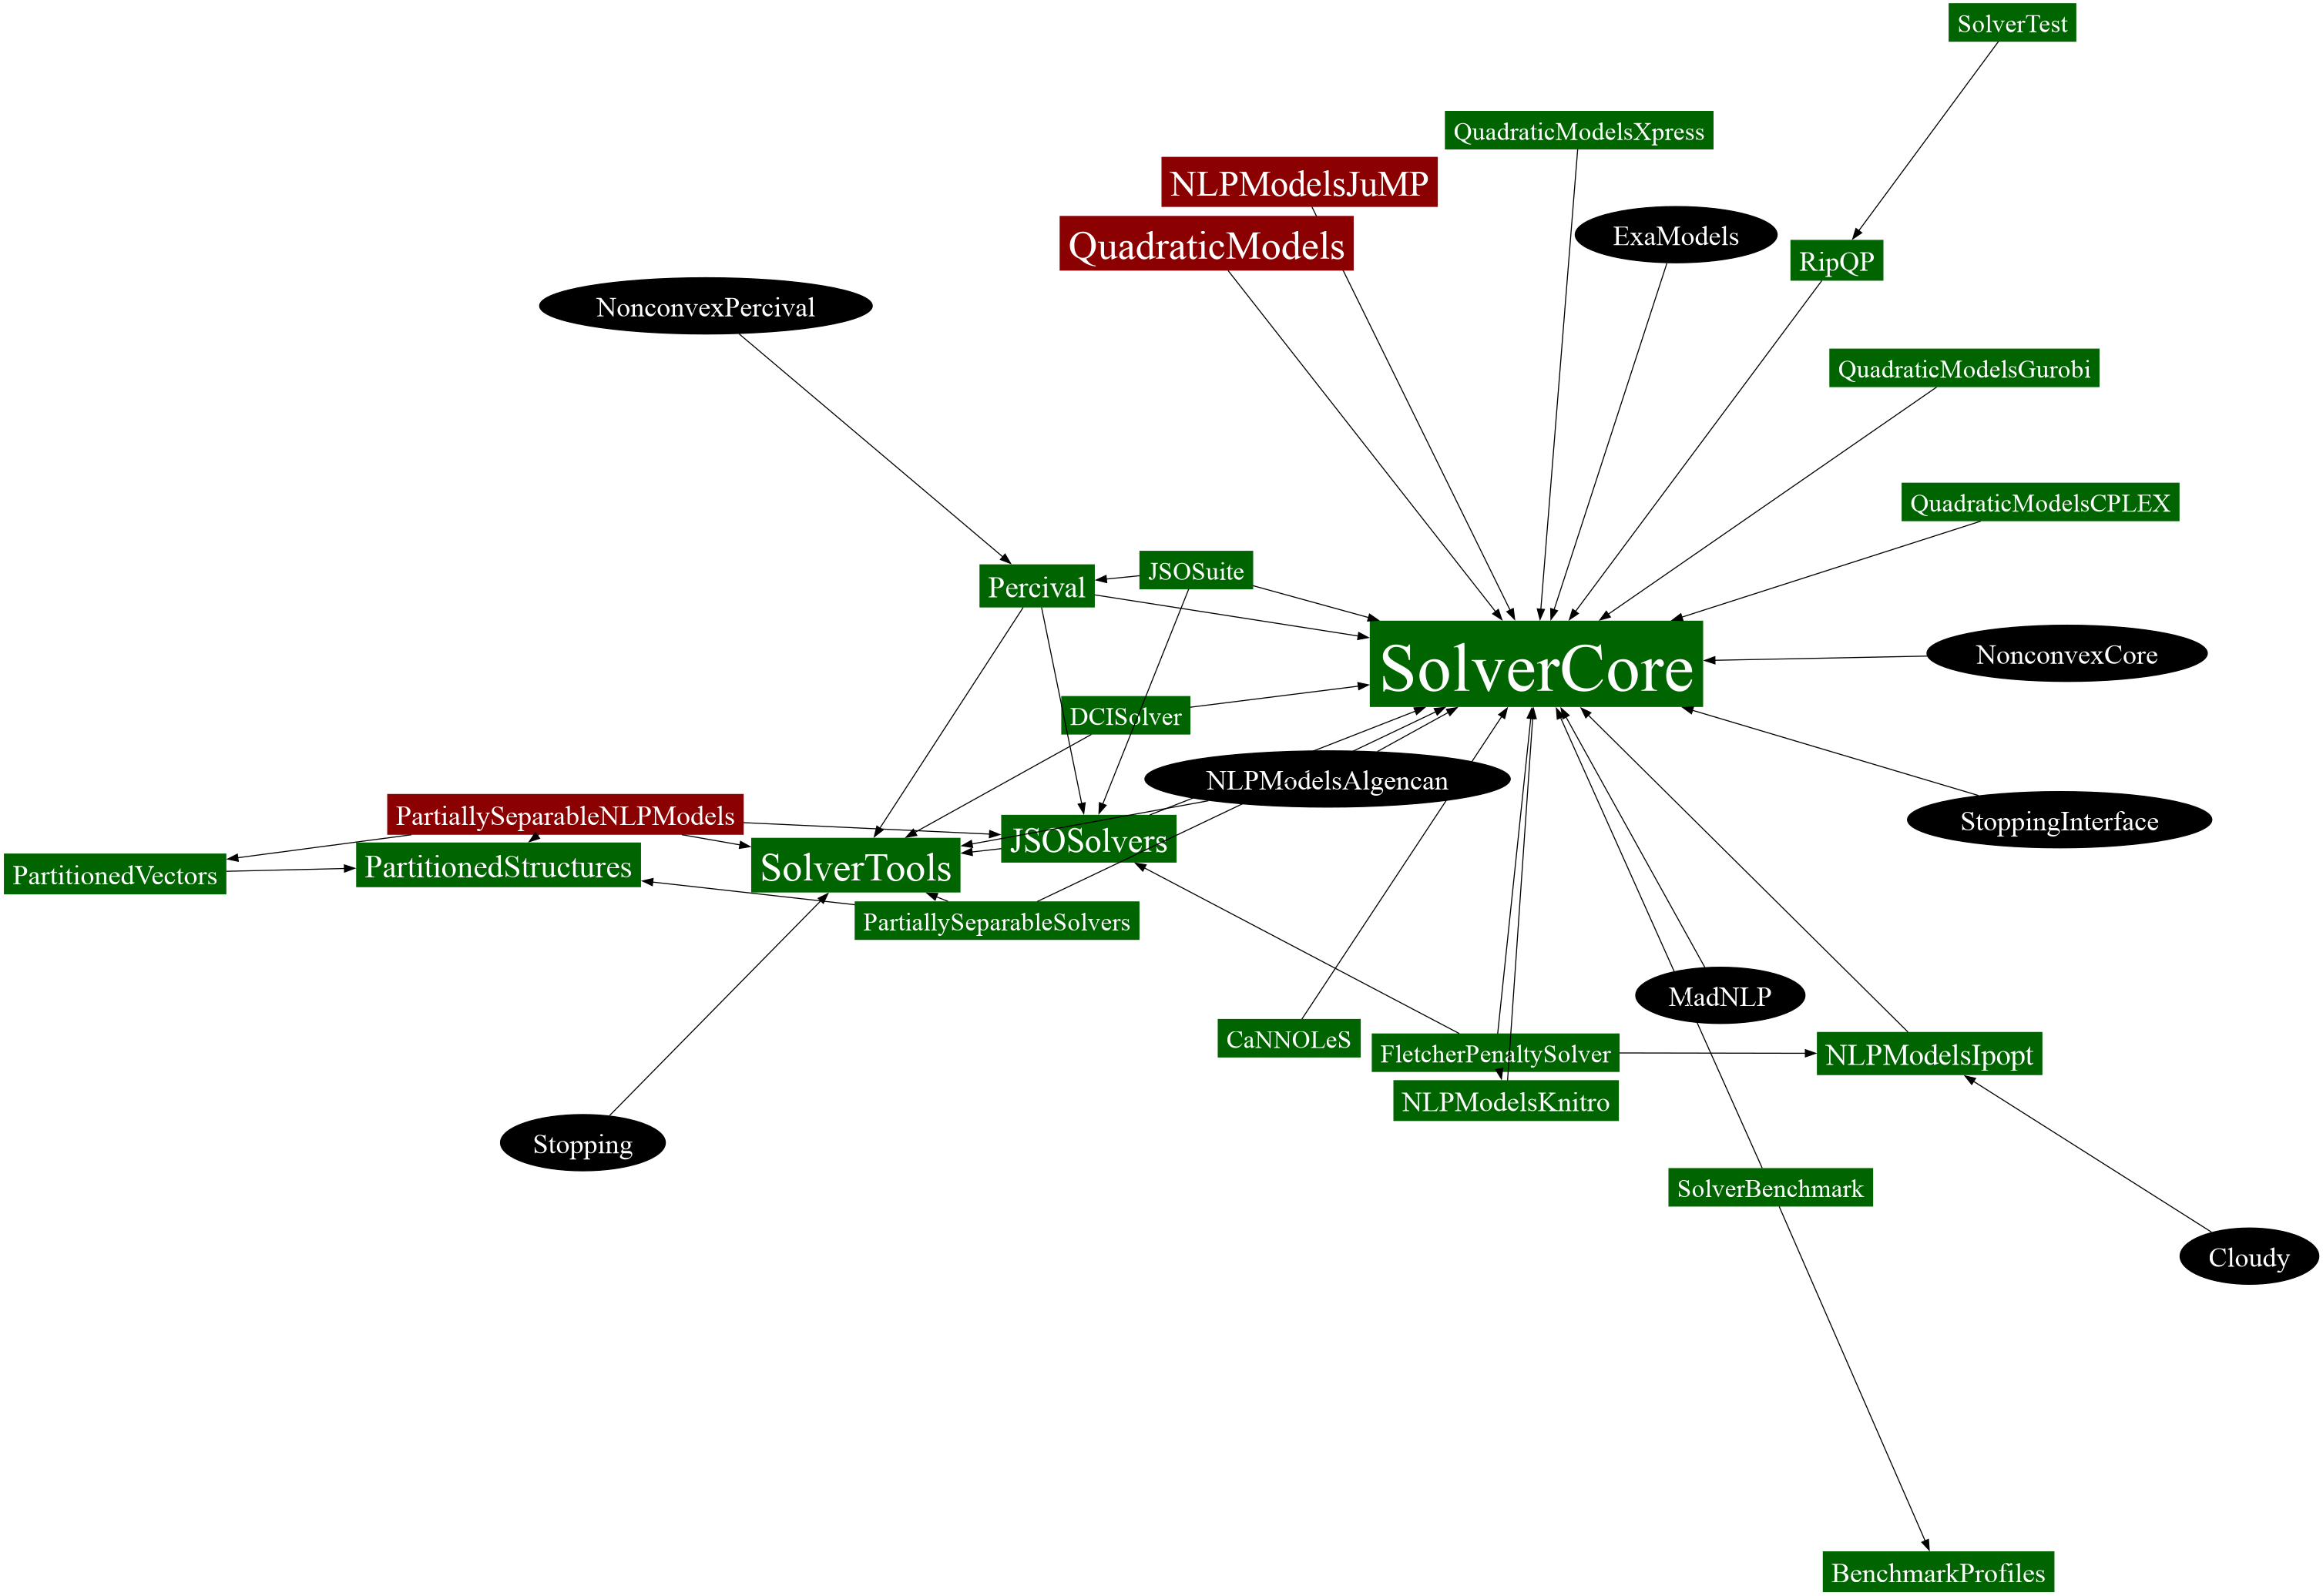 SolverTest
QuadraticModelsXpress
NLPModelsJuMP
ExaModels
QuadraticModels
RipQP
NonconvexPercival
QuadraticModelsGurobi
QuadraticModelsCPLEX
JSOSuite
Percival
NonconvexCore
SolverCore
DCISolver
NLPModelsAlgencan
PartiallySeparableNLPModels
StoppingInterface
JSOSolvers
PartitionedStructures
SolverTools
PartitionedVectors
PartiallySeparableSolvers
MadNLP
CaNNOLeS
FletcherPenaltySolver
NLPModelsIpopt
NLPModelsKnitro
Stopping
SolverBenchmark
Cloudy
BenchmarkProfiles